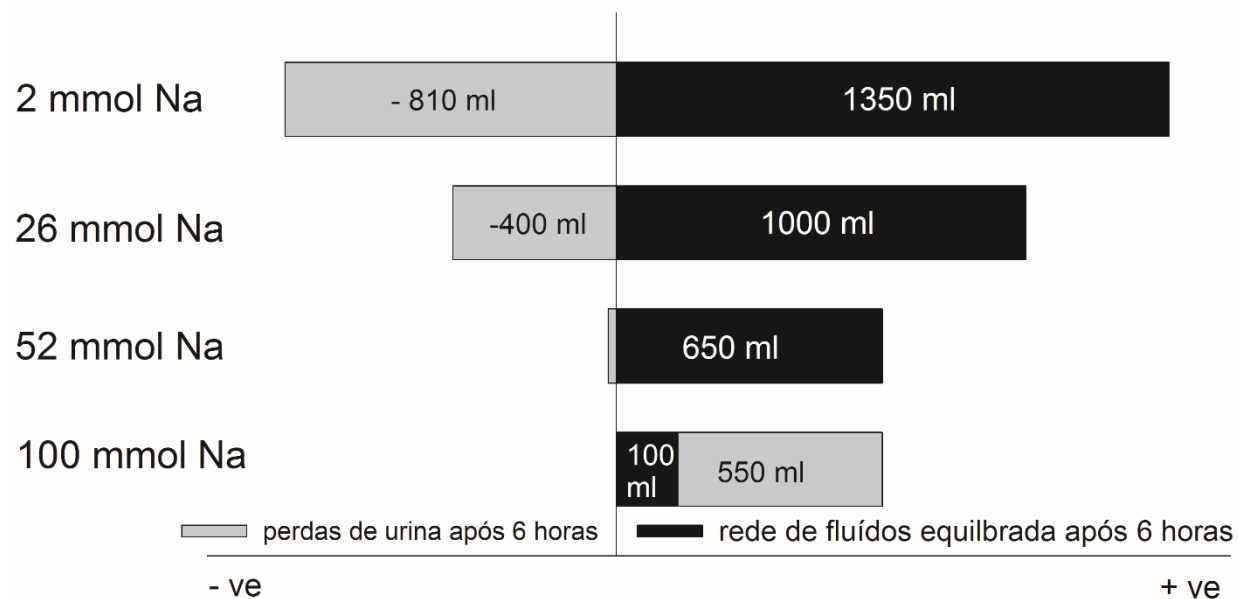 2 mmol Na
- 810 ml
1350 ml
26 mmol Na
-400 ml
1000 ml
52 mmol Na
650 ml
100 mmol Na
100
ml
550 ml
perdas de urina após 6 horas
rede de fluídos equilbrada após 6 horas
- ve
+ ve